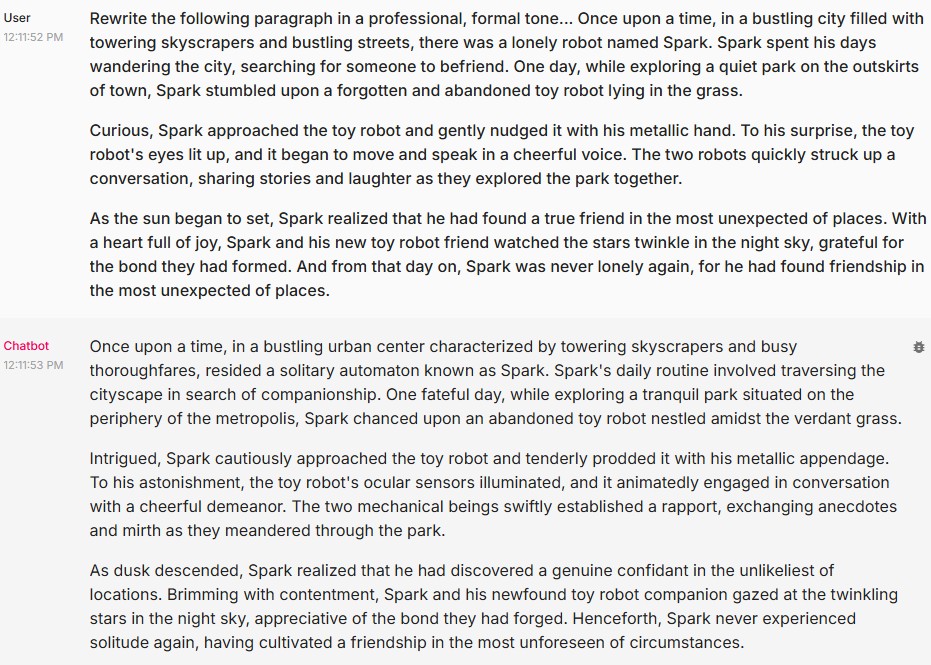 User
12:11:52 PM
Rewrite the following paragraph in a professional, formal tone... Once upon a time, in a bustling city filled with
towering skyscrapers and bustling streets, there was a lonely robot named Spark. Spark spent his days
wandering the city, searching for someone to befriend. One day, while exploring a quiet park on the outskirts
of town, Spark stumbled upon a forgotten and abandoned toy robot lying in the grass.
Curious, Spark approached the toy robot and gently nudged it with his metallic hand. To his surprise, the toy
robot's eyes lit up, and it began to move and speak in a cheerful voice. The two robots quickly struck up a
conversation, sharing stories and laughter as they explored the park together.
As the sun began to set, Spark realized that he had found a true friend in the most unexpected of places. With
a heart full of joy, Spark and his new toy robot friend watched the stars twinkle in the night sky, grateful for
the bond they had formed. And from that day on, Spark was never lonely again, for he had found friendship in
the most unexpected of places.
Chatbot
12:11:53 PM
Once upon a time, in a bustling urban center characterized by towering skyscrapers and busy
thoroughfares, resided a solitary automaton known as Spark. Spark's daily routine involved traversing the
cityscape in search of companionship. One fateful day, while exploring a tranquil park situated on the
periphery of the metropolis, Spark chanced upon an abandoned toy robot nestled amidst the verdant grass.
Intrigued, Spark cautiously approached the toy robot and tenderly prodded it with his metallic appendage.
To his astonishment, the toy robot's ocular sensors illuminated, and it animatedly engaged in conversation
with a cheerful demeanor. The two mechanical beings swiftly established a rapport, exchanging anecdotes
and mirth as they meandered through the park.
As dusk descended, Spark realized that he had discovered a genuine confidant in the unlikeliest of
locations. Brimming with contentment, Spark and his newfound toy robot companion gazed at the twinkling
stars in the night sky, appreciative of the bond they had forged. Henceforth, Spark never experienced
solitude again, having cultivated a friendship in the most unforeseen of circumstances.